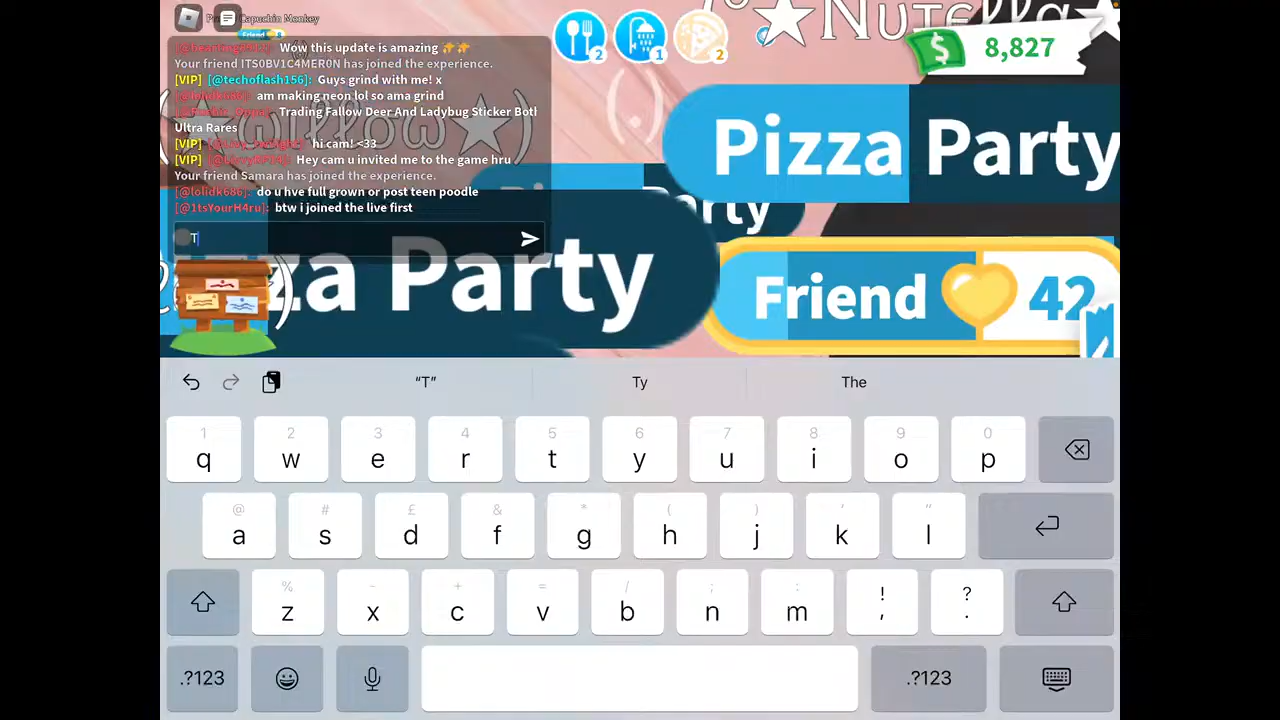 Capuchin Monkey
Friend
Wow this update is amazing
Your friend ITS0BV1C4MER0N has joined the experience.
[VIP] [@techoflash156]: Guys grind with me! x
am making neon lol so ama grind
Trading Fallow Deer And Ladybug Sticker Both
Ultra Rares
[VIP] hi cam! <33
[VIP] Hey cam u invited me to the game hru
Your friend Samara has joined the experience.
[@lolidk686]: do u hve full grown or post teen poodle
[@1tsYourH4ru]: btw i joined the live first
T
2
1
2
8,827
Pizza Party
Party
za Party
Friend 42
“T” Ty The
1 2 3 4 5 6 7 8 9 0
q w e r t y u i o p
@ # £ & * ( ) ' "
a s d f g h j k l
% - + = / ; : ! ?
z x c v b n m , .
.?123 .?123